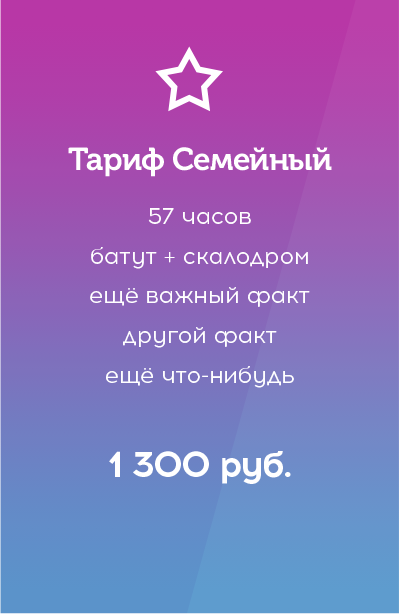 Тариф Семейный
57 часов
батут + скалодром
ещё важный факт
другой факт
ещё что-нибудь
1 300 руб.